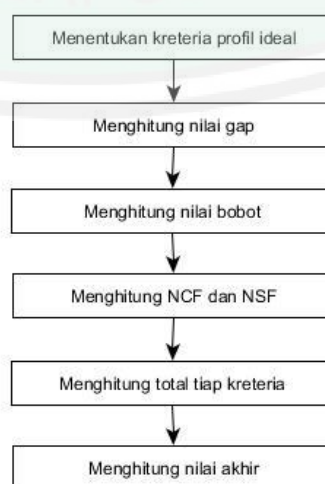 Menentukan kreteria profil ideal
Menghitung nilai gap
Menghitung nilai bobot
Menghitung NCF dan NSF
Menghitung total tiap kreteria
Menghitung nilai akhir